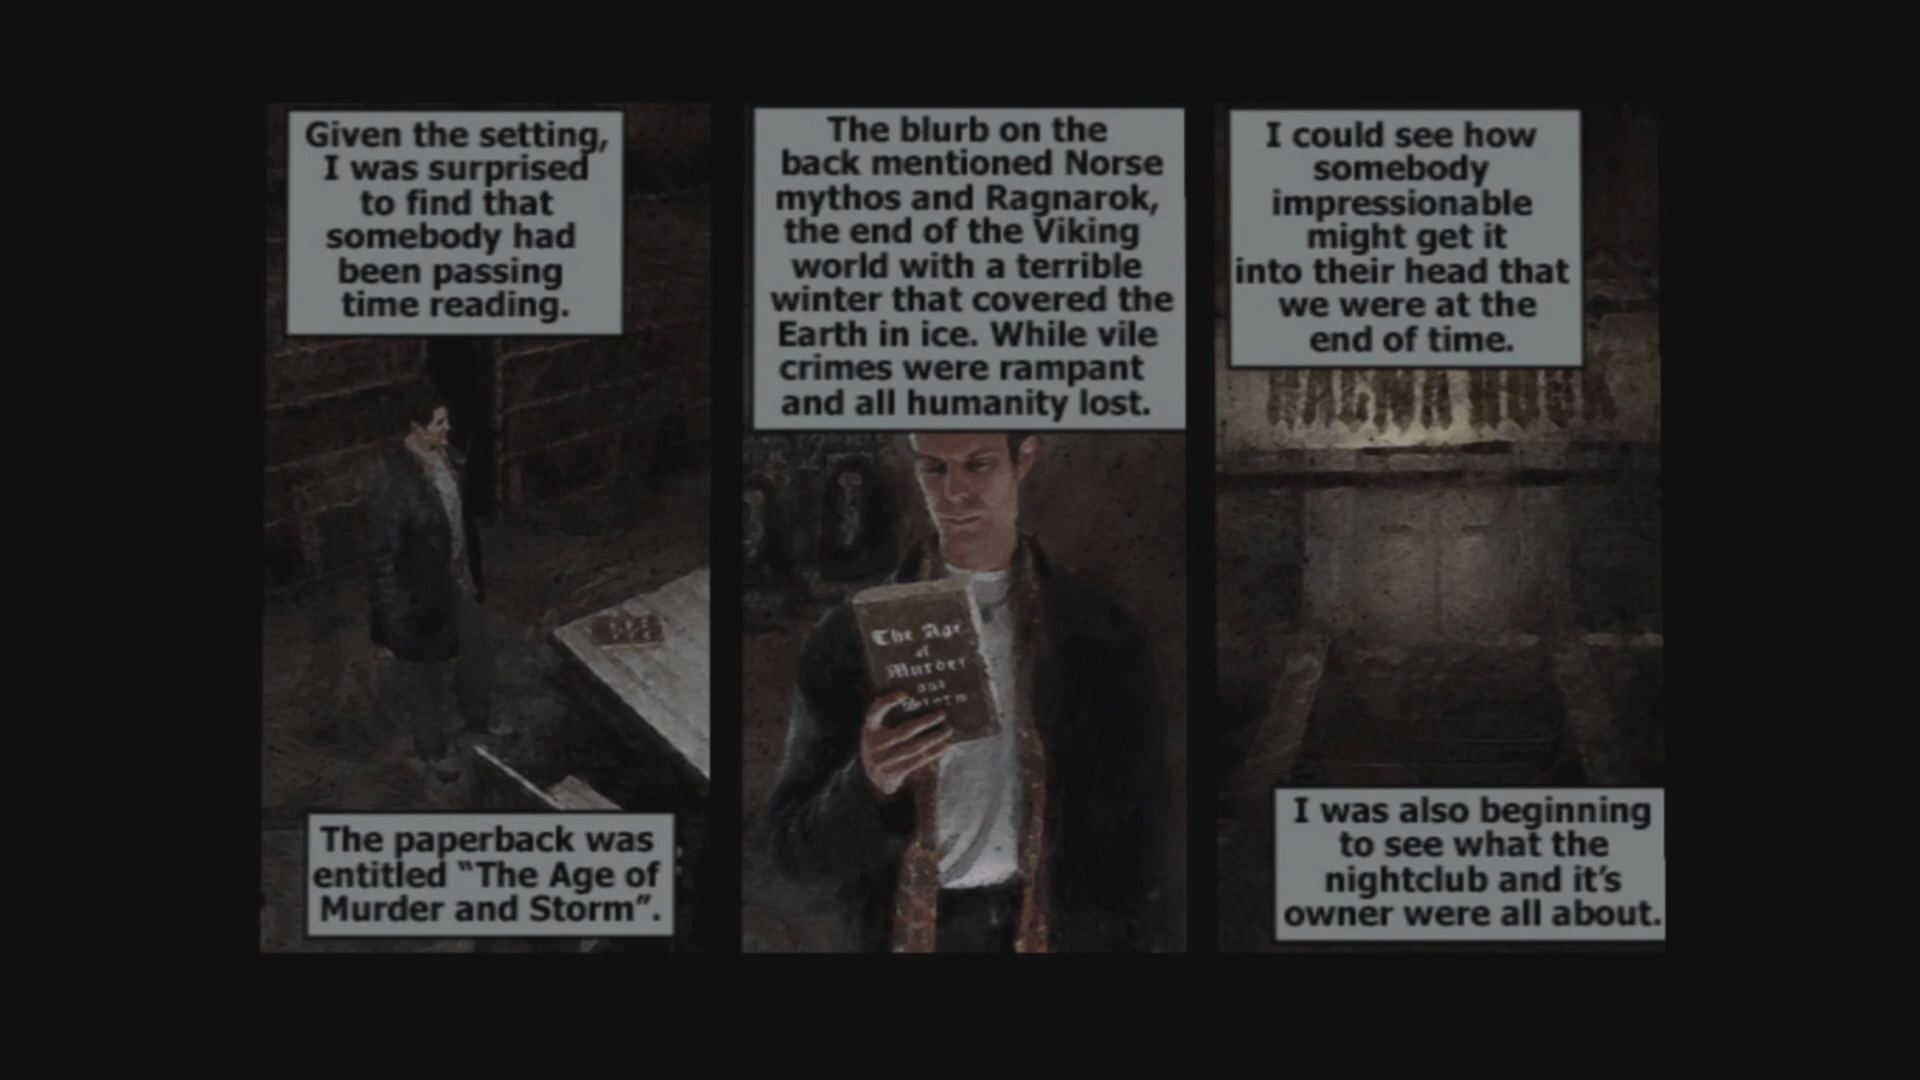 Given the setting,
I was surprised
to find that
somebody had
been passing
time reading.
The paperback was
entitled “The Age of
Murder and Storm”.
The blurb on the
back mentioned Norse
mythos and Ragnarok,
the end of the Viking
world with a terrible
winter that covered the
Earth in ice. While vile
crimes were rampant
and all humanity lost.
The Age
of
Murder
and
Storm
I could see how
somebody
impressionable
might get it
into their head that
we were at the
end of time.
I was also beginning
to see what the
nightclub and it’s
owner were all about.